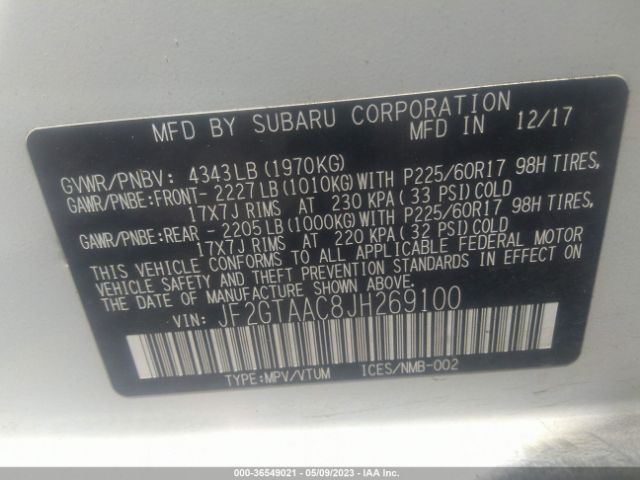 MFD BY SUBARU CORPORATION
MFD IN 12/17
GVWR/PNBV: 4343LB(1970KG)
GAWR/PNBE:FRONT-2227LB(1010KG)WITH P225/60R17 98H TIRES,
17X7J RIMS AT 230 KPA(33 PSI)COLD
GAWR/PNBE:REAR -2205LB(1000KG)WITH P225/60R17 98H TIRES,
17X7J RIMS AT 220 KPA(32 PSI)COLD
THIS VEHICLE CONFORMS TO ALL APPLICABLE FEDERAL MOTOR
VEHICLE SAFETY AND THEFT PREVENTION STANDARDS IN EFFECT ON
THE DATE OF MANUFACTURE SHOWN ABOVE.
VIN: JF2GTAAC8JH269100
TYPE:MPV/VTUM ICES/NMB-002
000-36549021 - 05/09/2023 - IAA Inc.